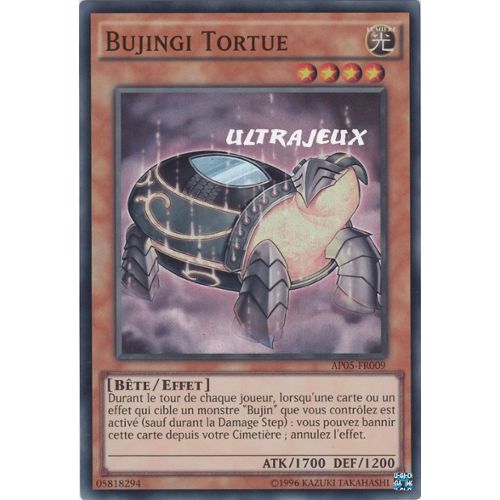 Bujingi Tortue
光
ULTRAJEUX
AP05-FR009
[Bête / Effet]
Durant le tour de chaque joueur, lorsqu'une carte ou un
effet qui cible un monstre "Bujin" que vous contrôlez est
activé (sauf durant la Damage Step) : vous pouvez bannir
cette carte depuis votre Cimetière ; annulez l'effet.
ATK/1700 DEF/1200
05818294
©1996 KAZUKI TAKAHASHI